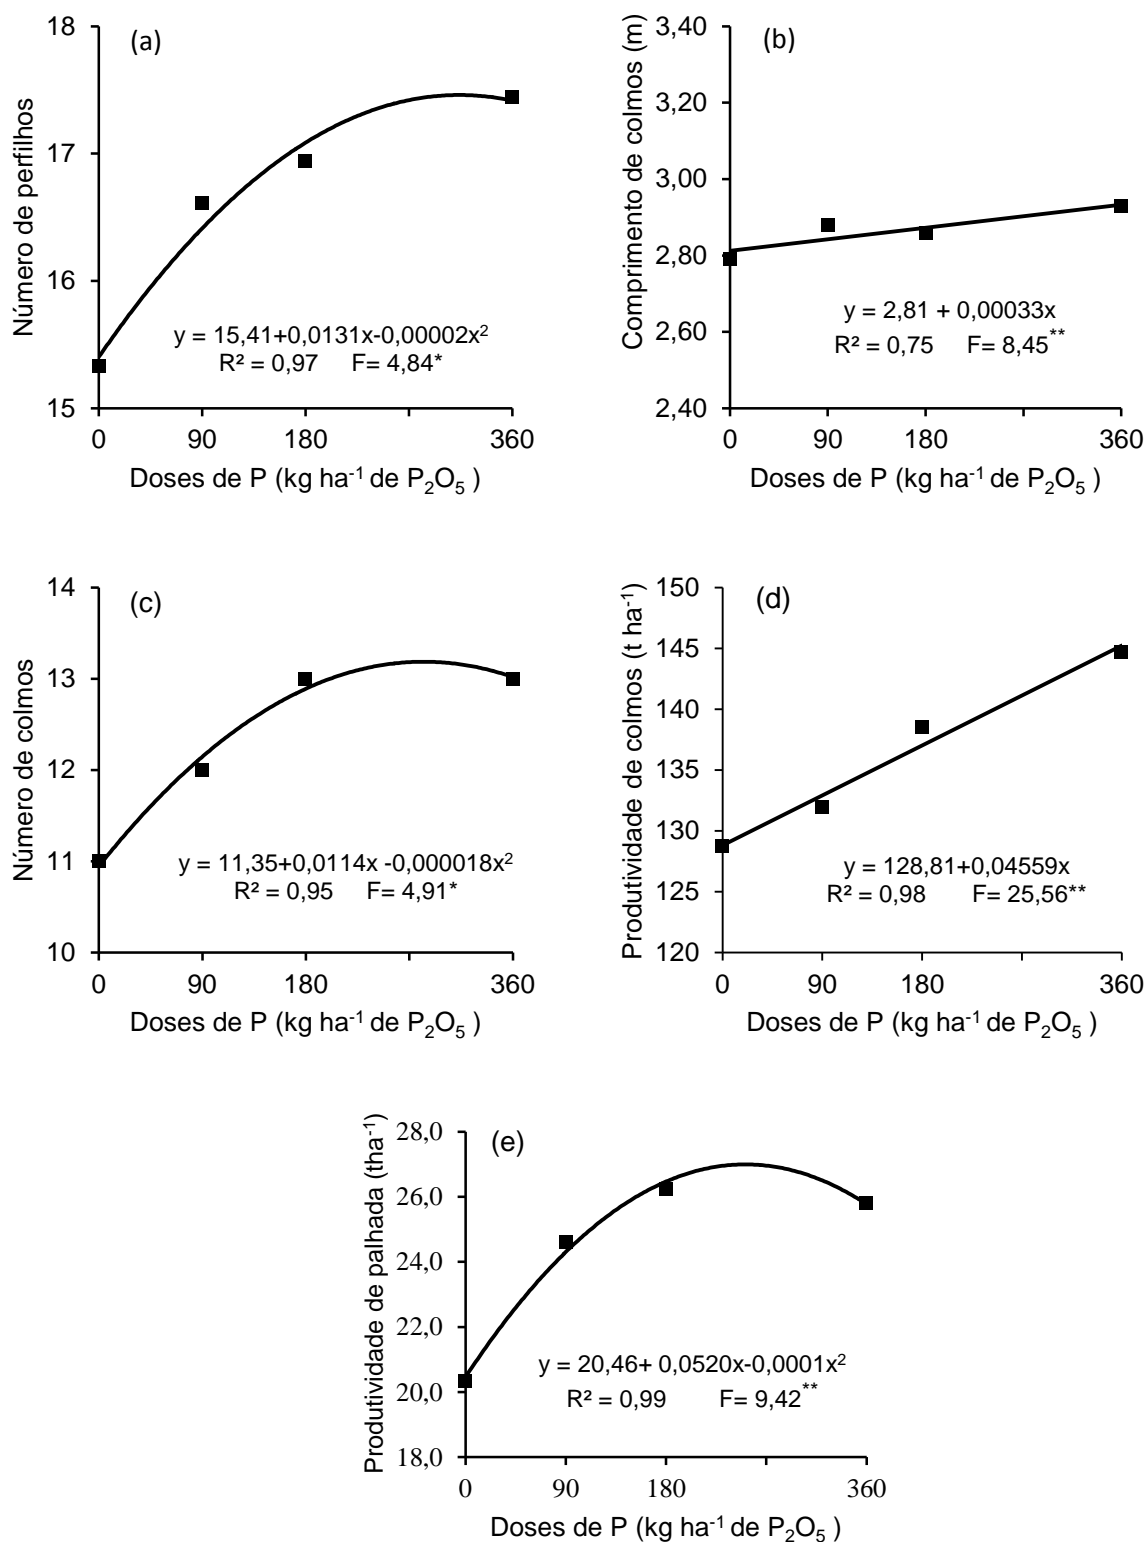 (a)
Número de perfilhos
18
17
16
15
y = 15,41+0,0131x-0,00002x²
R² = 0,97 F= 4,84*
0 90 180 360
Doses de P (kg ha⁻¹ de P₂O₅ )
(b)
Comprimento de colmos (m)
3,40
3,20
3,00
2,80
2,60
2,40
y = 2,81 + 0,00033x
R² = 0,75 F= 8,45**
0 90 180 360
Doses de P (kg ha⁻¹ de P₂O₅ )
(c)
Número de colmos
14
13
12
11
10
y = 11,35+0,0114x -0,000018x²
R² = 0,95 F= 4,91*
0 90 180 360
Doses de P (kg ha⁻¹ de P₂O₅ )
(d)
Produtividade de colmos (t ha⁻¹)
150
145
140
135
130
125
120
y = 128,81+0,04559x
R² = 0,98 F= 25,56**
0 90 180 360
Doses de P (kg ha⁻¹ de P₂O₅ )
(e)
Produtividade de palhada (tha⁻¹)
28,0
26,0
24,0
22,0
20,0
18,0
y = 20,46+ 0,0520x-0,0001x²
R² = 0,99 F= 9,42**
0 90 180 360
Doses de P (kg ha⁻¹ de P₂O₅ )